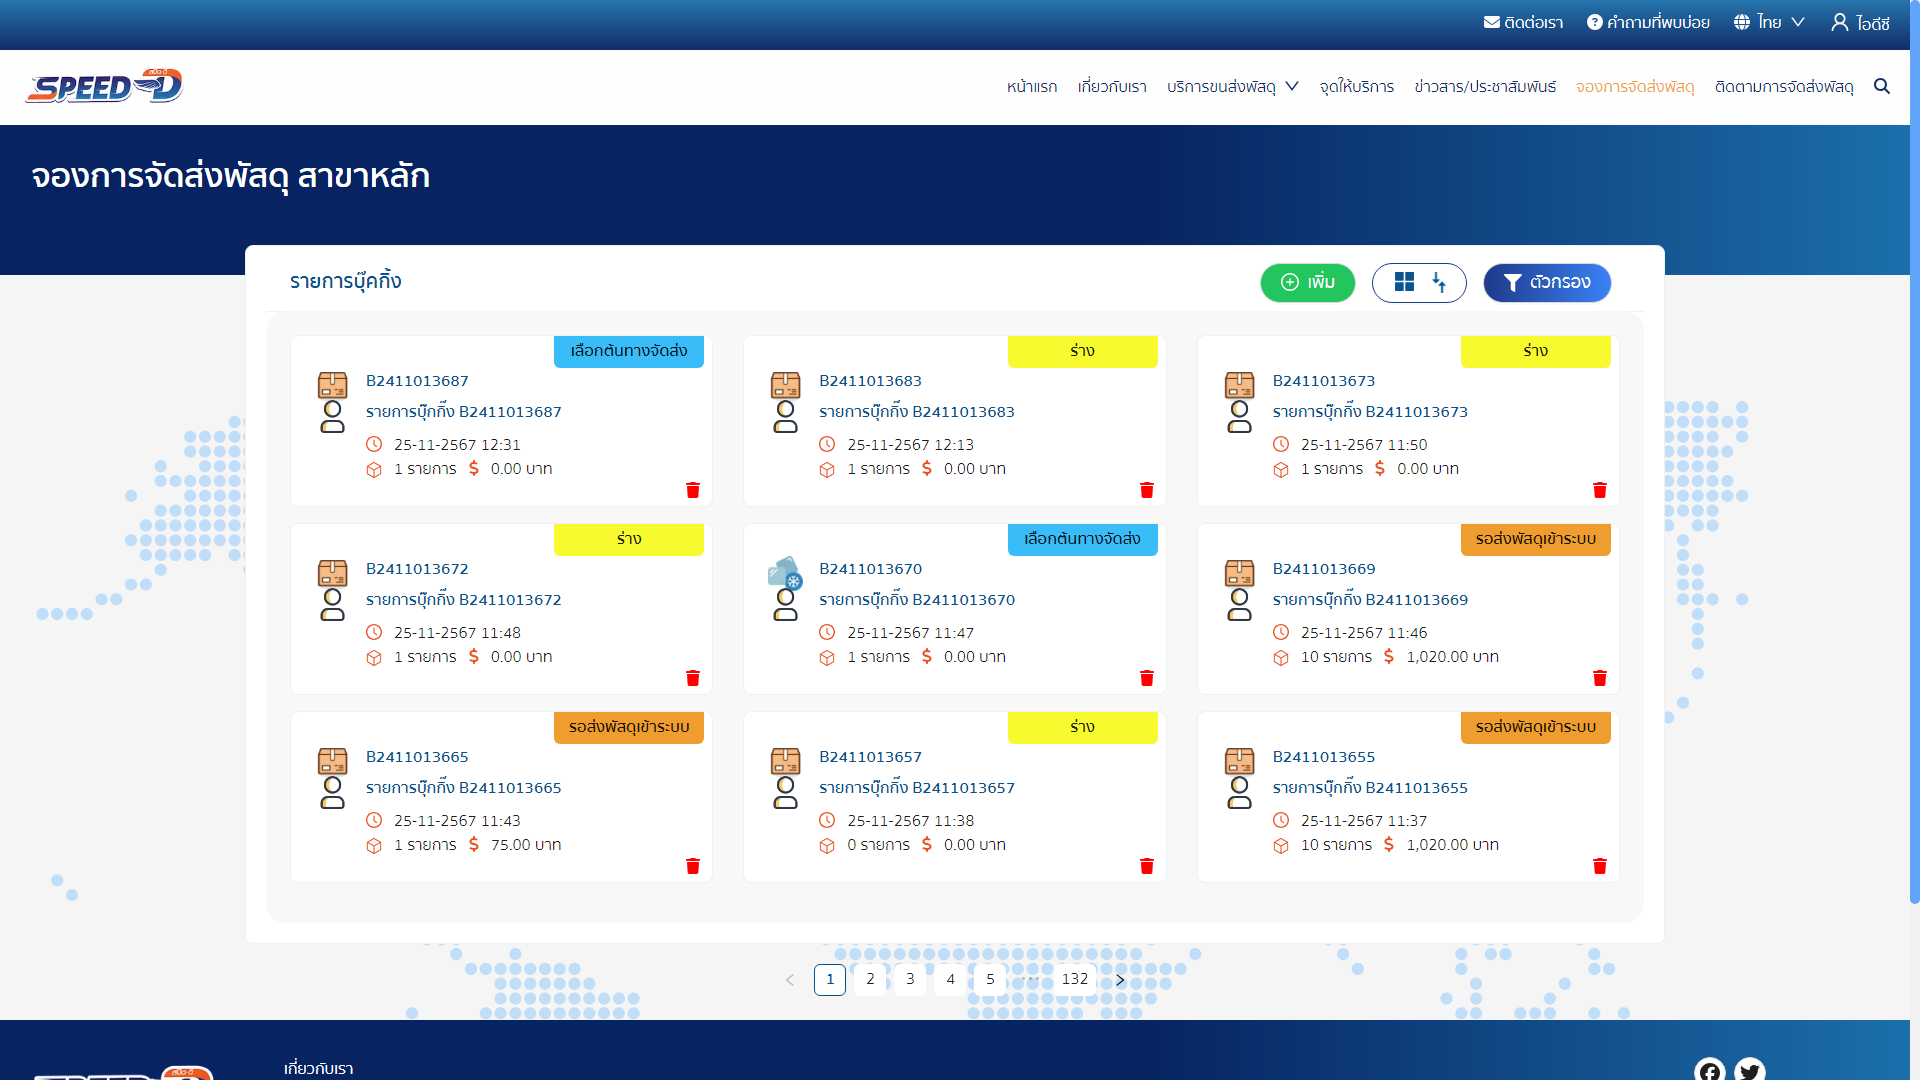 ติดต่อเรา คำถามที่พบบ่อย ไทย ไอดีซี
SPEED-D สปีด-ดี หน้าแรก เกี่ยวกับเรา บริการขนส่งพัสดุ จุดให้บริการ ข่าวสาร/ประชาสัมพันธ์ จองการจัดส่งพัสดุ ติดตามการจัดส่งพัสดุ
จองการจัดส่งพัสดุ สาขาหลัก
รายการบุ๊คกิ้ง เพิ่ม ตัวกรอง
เลือกต้นทางจัดส่ง
B2411013687
รายการบุ๊กกิ๊ง B2411013687
25-11-2567 12:31
1 รายการ $ 0.00 บาท
ร่าง
B2411013683
รายการบุ๊กกิ๊ง B2411013683
25-11-2567 12:13
1 รายการ $ 0.00 บาท
ร่าง
B2411013673
รายการบุ๊กกิ๊ง B2411013673
25-11-2567 11:50
1 รายการ $ 0.00 บาท
ร่าง
B2411013672
รายการบุ๊กกิ๊ง B2411013672
25-11-2567 11:48
1 รายการ $ 0.00 บาท
เลือกต้นทางจัดส่ง
B2411013670
รายการบุ๊กกิ๊ง B2411013670
25-11-2567 11:47
1 รายการ $ 0.00 บาท
รอส่งพัสดุเข้าระบบ
B2411013669
รายการบุ๊กกิ๊ง B2411013669
25-11-2567 11:46
10 รายการ $ 1,020.00 บาท
รอส่งพัสดุเข้าระบบ
B2411013665
รายการบุ๊กกิ๊ง B2411013665
25-11-2567 11:43
1 รายการ $ 75.00 บาท
ร่าง
B2411013657
รายการบุ๊กกิ๊ง B2411013657
25-11-2567 11:38
0 รายการ $ 0.00 บาท
รอส่งพัสดุเข้าระบบ
B2411013655
รายการบุ๊กกิ๊ง B2411013655
25-11-2567 11:37
10 รายการ $ 1,020.00 บาท
< 1 2 3 4 5 ••• 132 >
เกี่ยวกับเรา